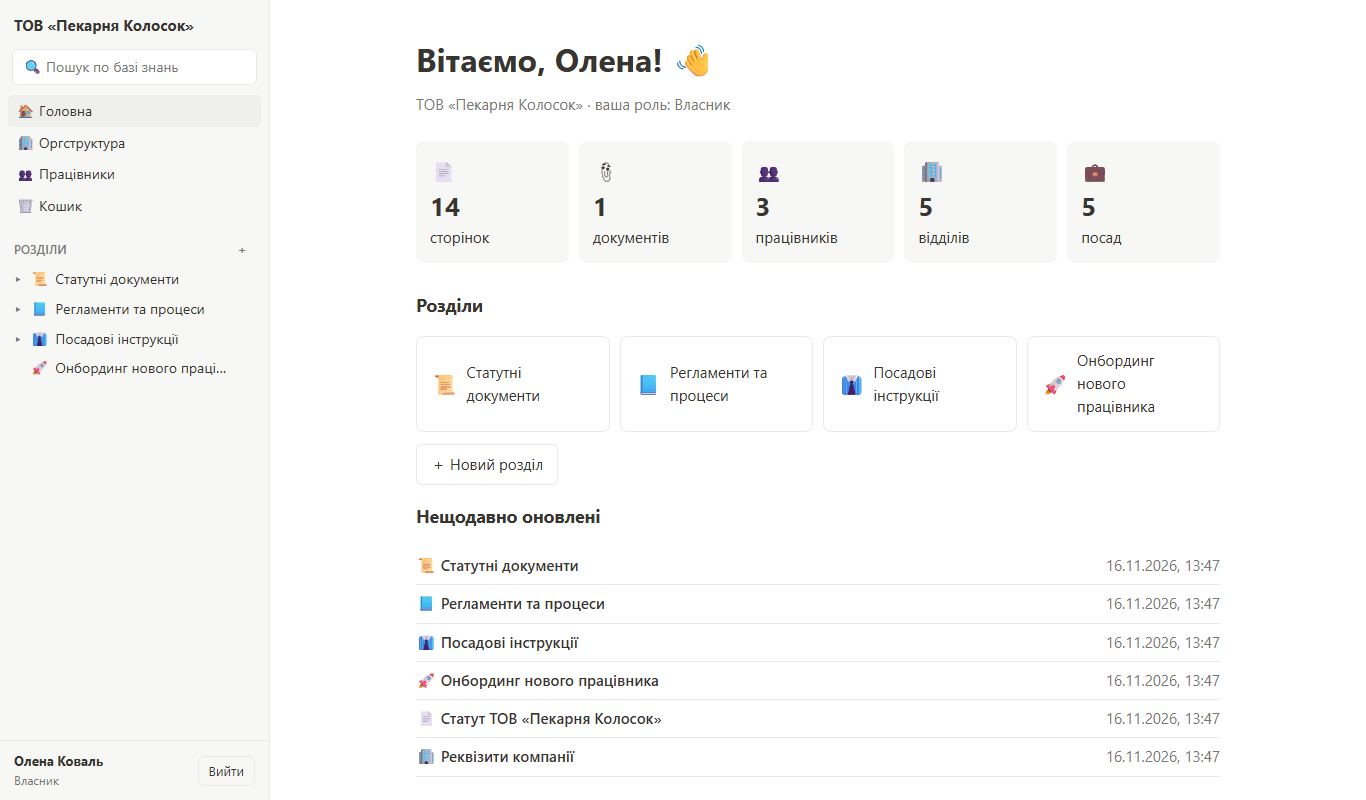 ТОВ «Пекарня Колосок»
Пошук по базі знань
Головна
Оргструктура
Працівники
Кошик
РОЗДІЛИ +
Статутні документи
Регламенти та процеси
Посадові інструкції
Онбординг нового праці...
Олена Коваль
Власник
Вийти
Вітаємо, Олена!
ТОВ «Пекарня Колосок» · ваша роль: Власник
14
сторінок
1
документів
3
працівників
5
відділів
5
посад
Розділи
Статутні
документи
Регламенти та
процеси
Посадові
інструкції
Онбординг
нового
працівника
+ Новий розділ
Нещодавно оновлені
Статутні документи 16.11.2026, 13:47
Регламенти та процеси 16.11.2026, 13:47
Посадові інструкції 16.11.2026, 13:47
Онбординг нового працівника 16.11.2026, 13:47
Статут ТОВ «Пекарня Колосок» 16.11.2026, 13:47
Реквізити компанії 16.11.2026, 13:47